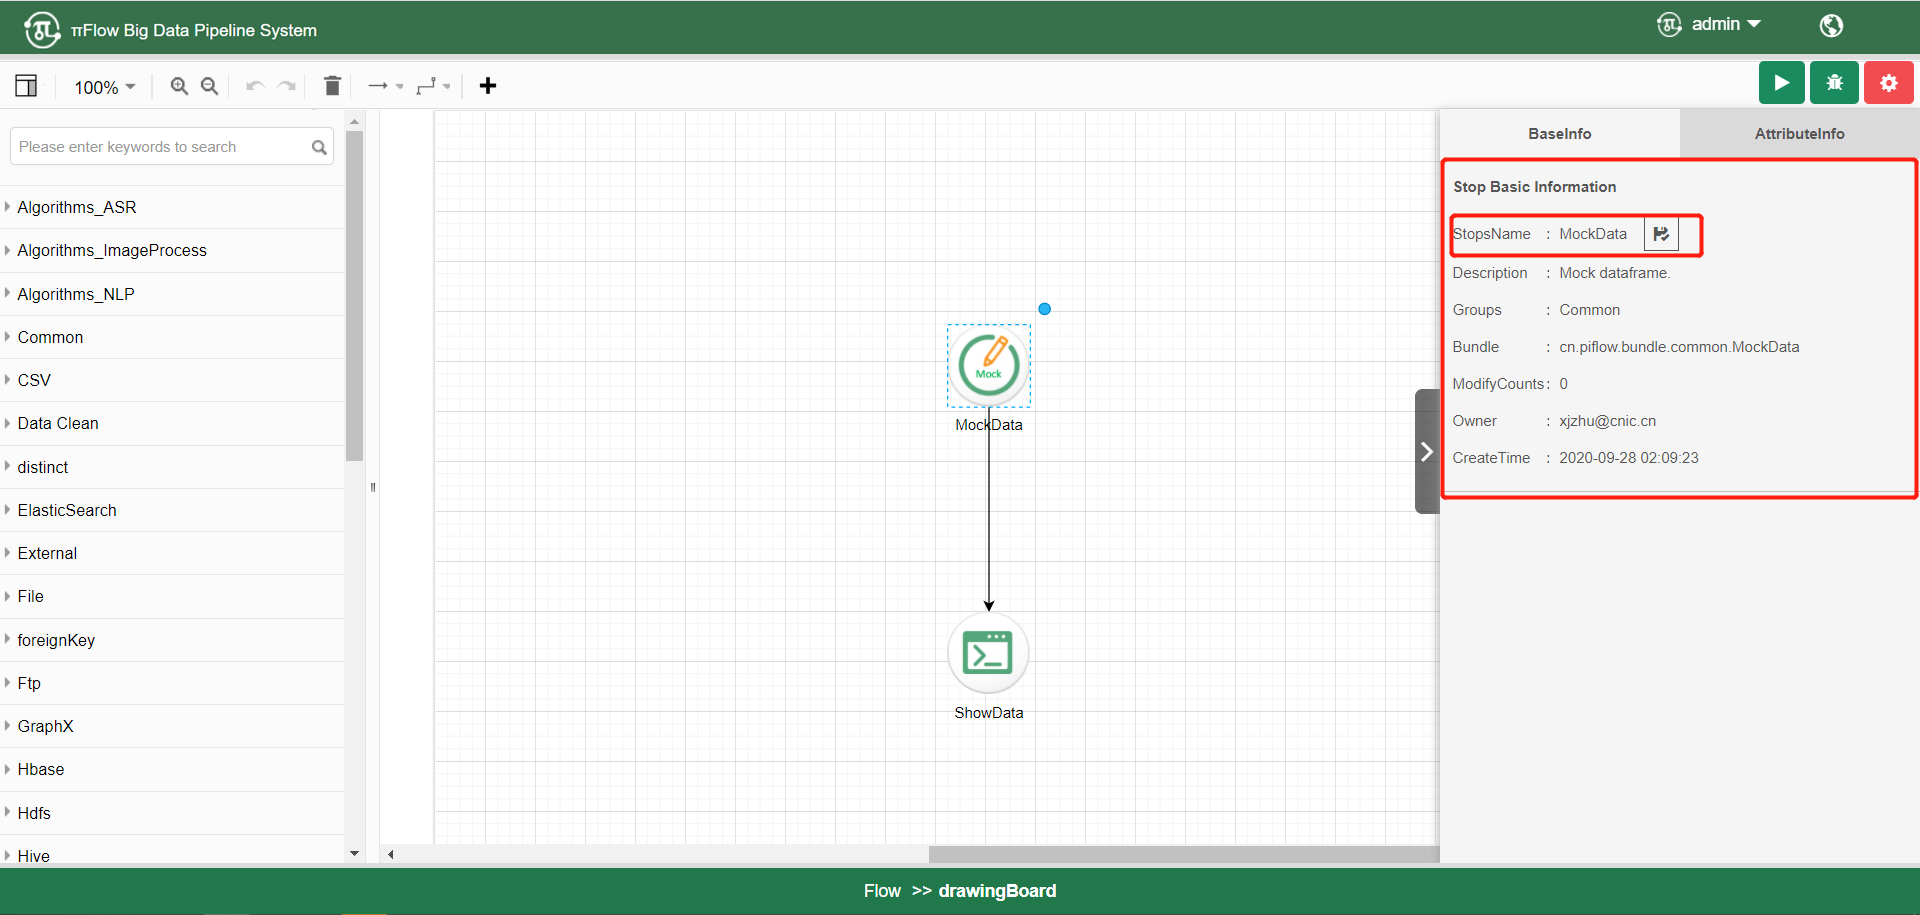 πFlow Big Data Pipeline System
admin
100%
Please enter keywords to search
Algorithms_ASR
Algorithms_ImageProcess
Algorithms_NLP
Common
CSV
Data Clean
distinct
ElasticSearch
External
File
foreignKey
Ftp
GraphX
Hbase
Hdfs
Hive
Mock
MockData
ShowData
BaseInfo
AttributeInfo
Stop Basic Information
StopsName : MockData
Description : Mock dataframe.
Groups : Common
Bundle : cn.piflow.bundle.common.MockData
ModifyCounts : 0
Owner : xjzhu@cnic.cn
CreateTime : 2020-09-28 02:09:23
Flow >> drawingBoard